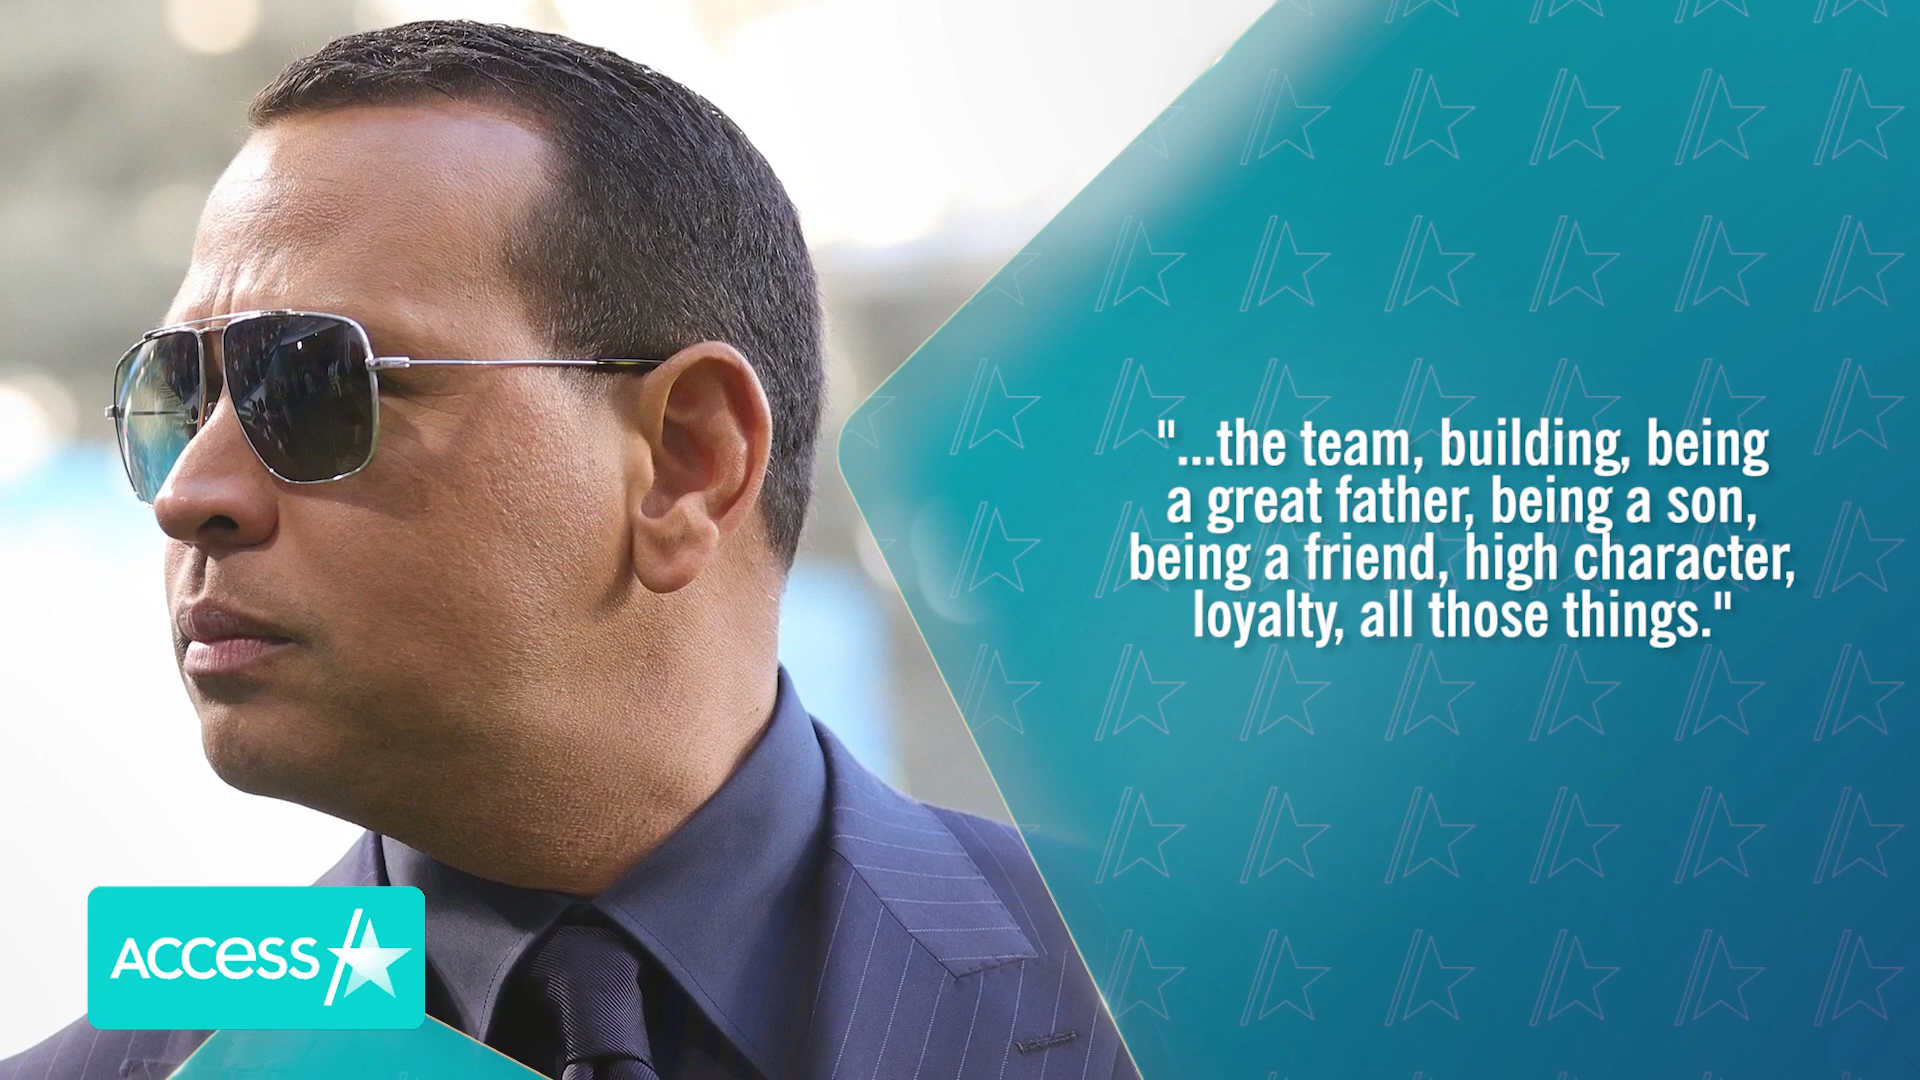 "...the team, building, being
a great father, being a son,
being a friend, high character,
loyalty, all those things."
ACCESS